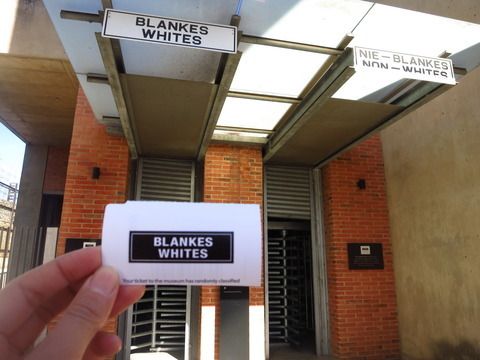 BLANKES
WHITES
NIE–BLANKES
NON–WHITES
BLANKES
WHITES
Your ticket to the museum has randomly classified